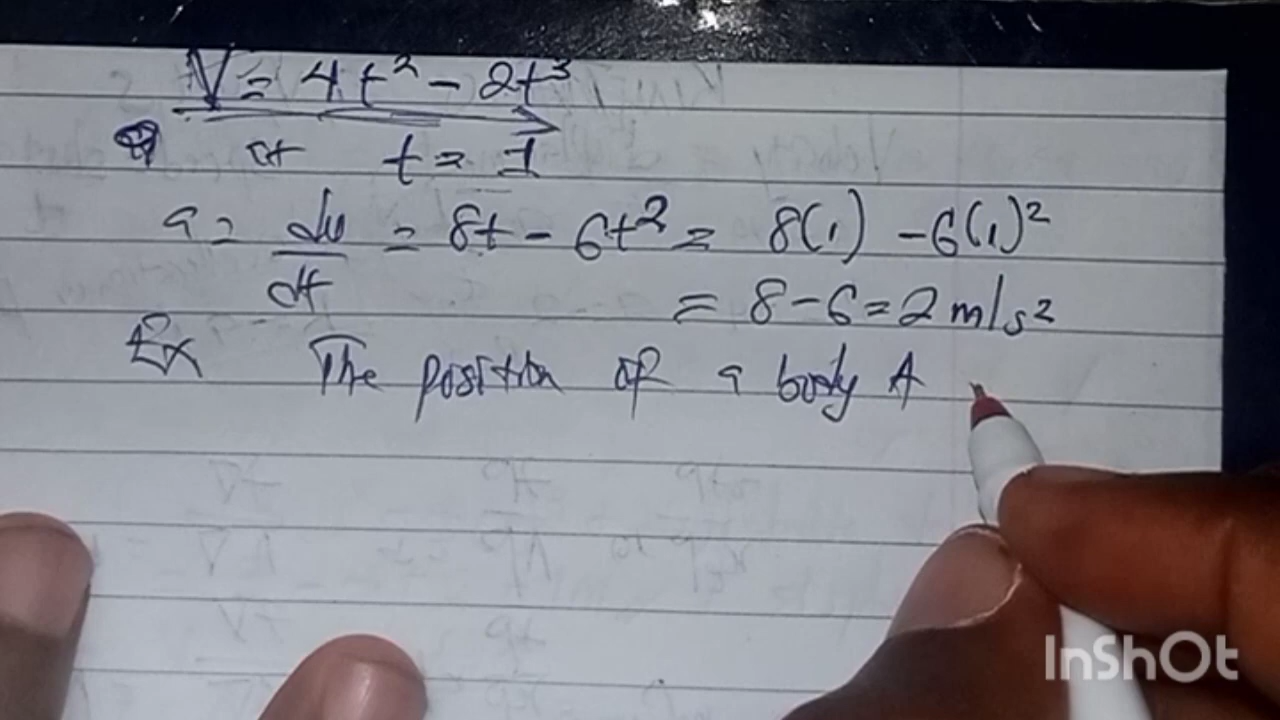 V = 4t² - 2t³
at t = 1
a = dv/dt = 8t - 6t² = 8(1) - 6(1)²
= 8 - 6 = 2 m/s²
Ex The position of a body A
InShOt